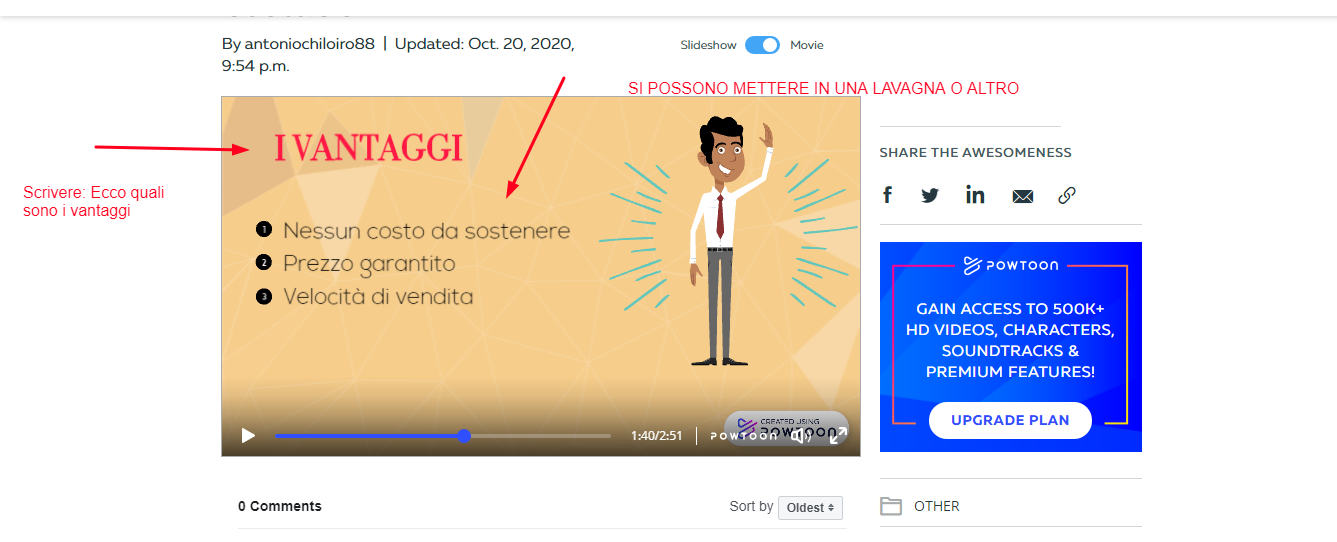 By antoniochiloiro88 | Updated: Oct. 20, 2020,
9:54 p.m.
Slideshow Movie
SI POSSONO METTERE IN UNA LAVAGNA O ALTRO
Scrivere: Ecco quali
sono i vantaggi
I VANTAGGI
1 Nessun costo da sostenere
2 Prezzo garantito
3 Velocità di vendita
CREATED USING
POWTOON
1:40/2:51 | POWTOON
SHARE THE AWESOMENESS
POWTOON
GAIN ACCESS TO 500K+
HD VIDEOS, CHARACTERS,
SOUNDTRACKS &
PREMIUM FEATURES!
UPGRADE PLAN
0 Comments
Sort by Oldest
OTHER